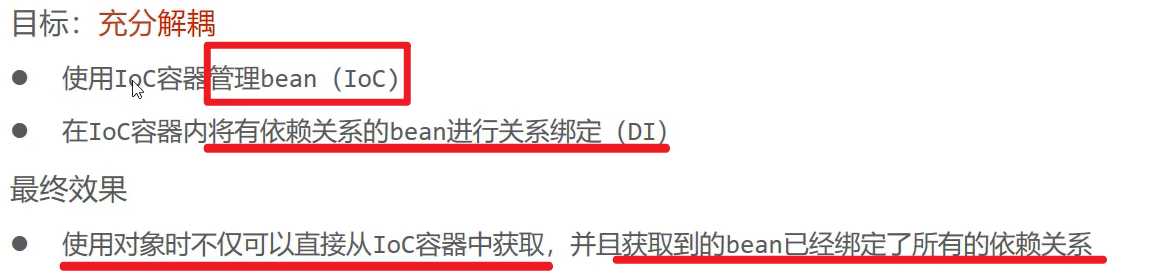 目标：充分解耦
● 使用IoC容器管理bean（IoC）
● 在IoC容器内将有依赖关系的bean进行关系绑定（DI）
最终效果
● 使用对象时不仅可以直接从IoC容器中获取，并且获取到的bean已经绑定了所有的依赖关系